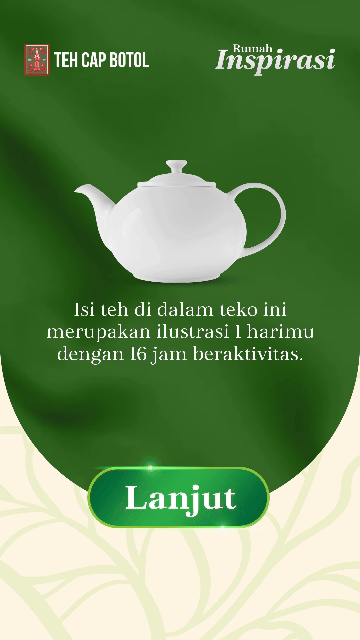 TEH CAP BOTOL
Rumah
Inspirasi
Isi teh di dalam teko ini
merupakan ilustrasi 1 harimu
dengan 16 jam beraktivitas.
Lanjut